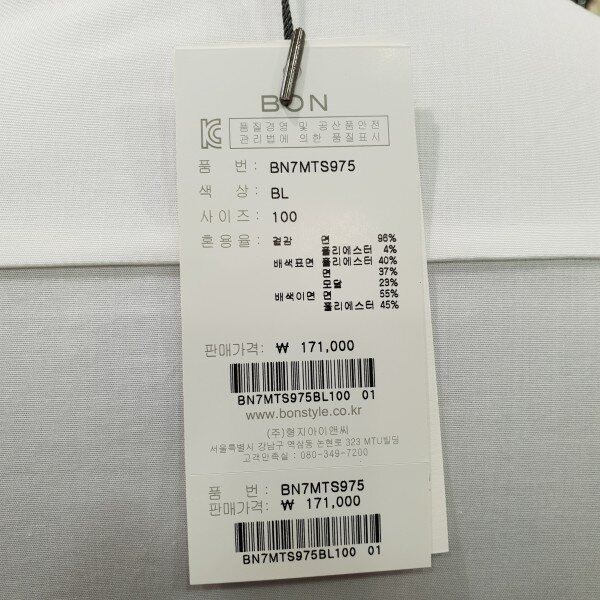 BON
품질경영 및 공산품안전
관리법에 의한 품질표시
품 번: BN7MTS975
색 상: BL
사이즈: 100
혼용율: 겉감 면 96%
폴리에스터 4%
배색표면 폴리에스터 40%
면 37%
모달 23%
배색이면 면 55%
폴리에스터 45%
판매가격: ₩ 171,000
BN7MTS975BL100 01
www.bonstyle.co.kr
(주)형지아이앤씨
서울특별시 강남구 역삼동 논현로 323 MTU빌딩
고객만족실 : 080-349-7200
품 번: BN7MTS975
판매가격: ₩ 171,000
BN7MTS975BL100 01